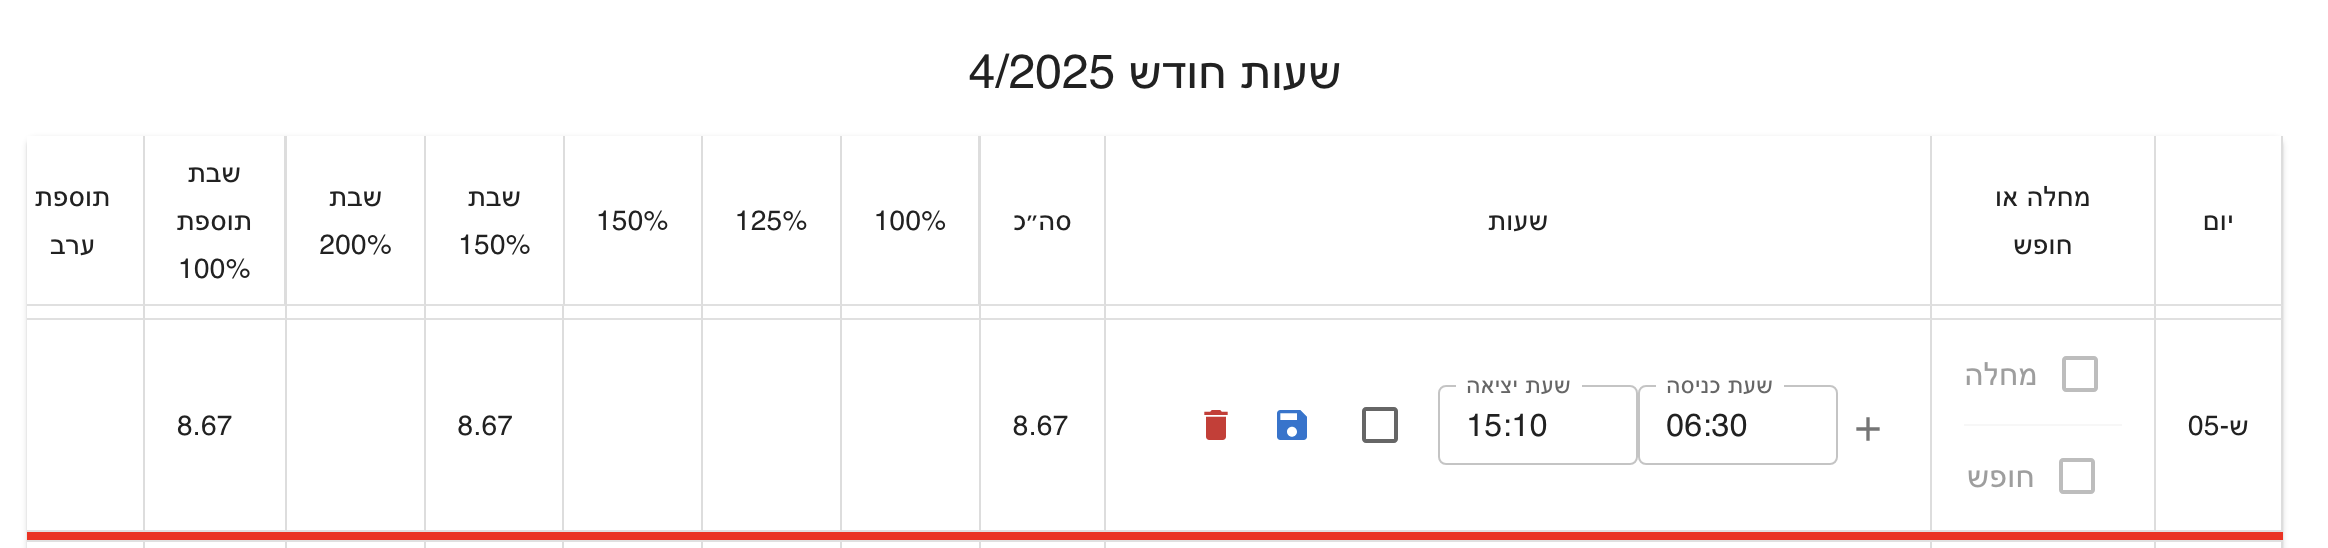 שעות חודש 4/2025
יום
מחלה או
חופש
שעות
סה״כ
100%
125%
150%
שבת
150%
שבת
200%
שבת
תוספת
100%
תוספת
ערב
ש-05
מחלה
חופש
שעת כניסה
06:30
שעת יציאה
15:10
8.67
8.67
8.67